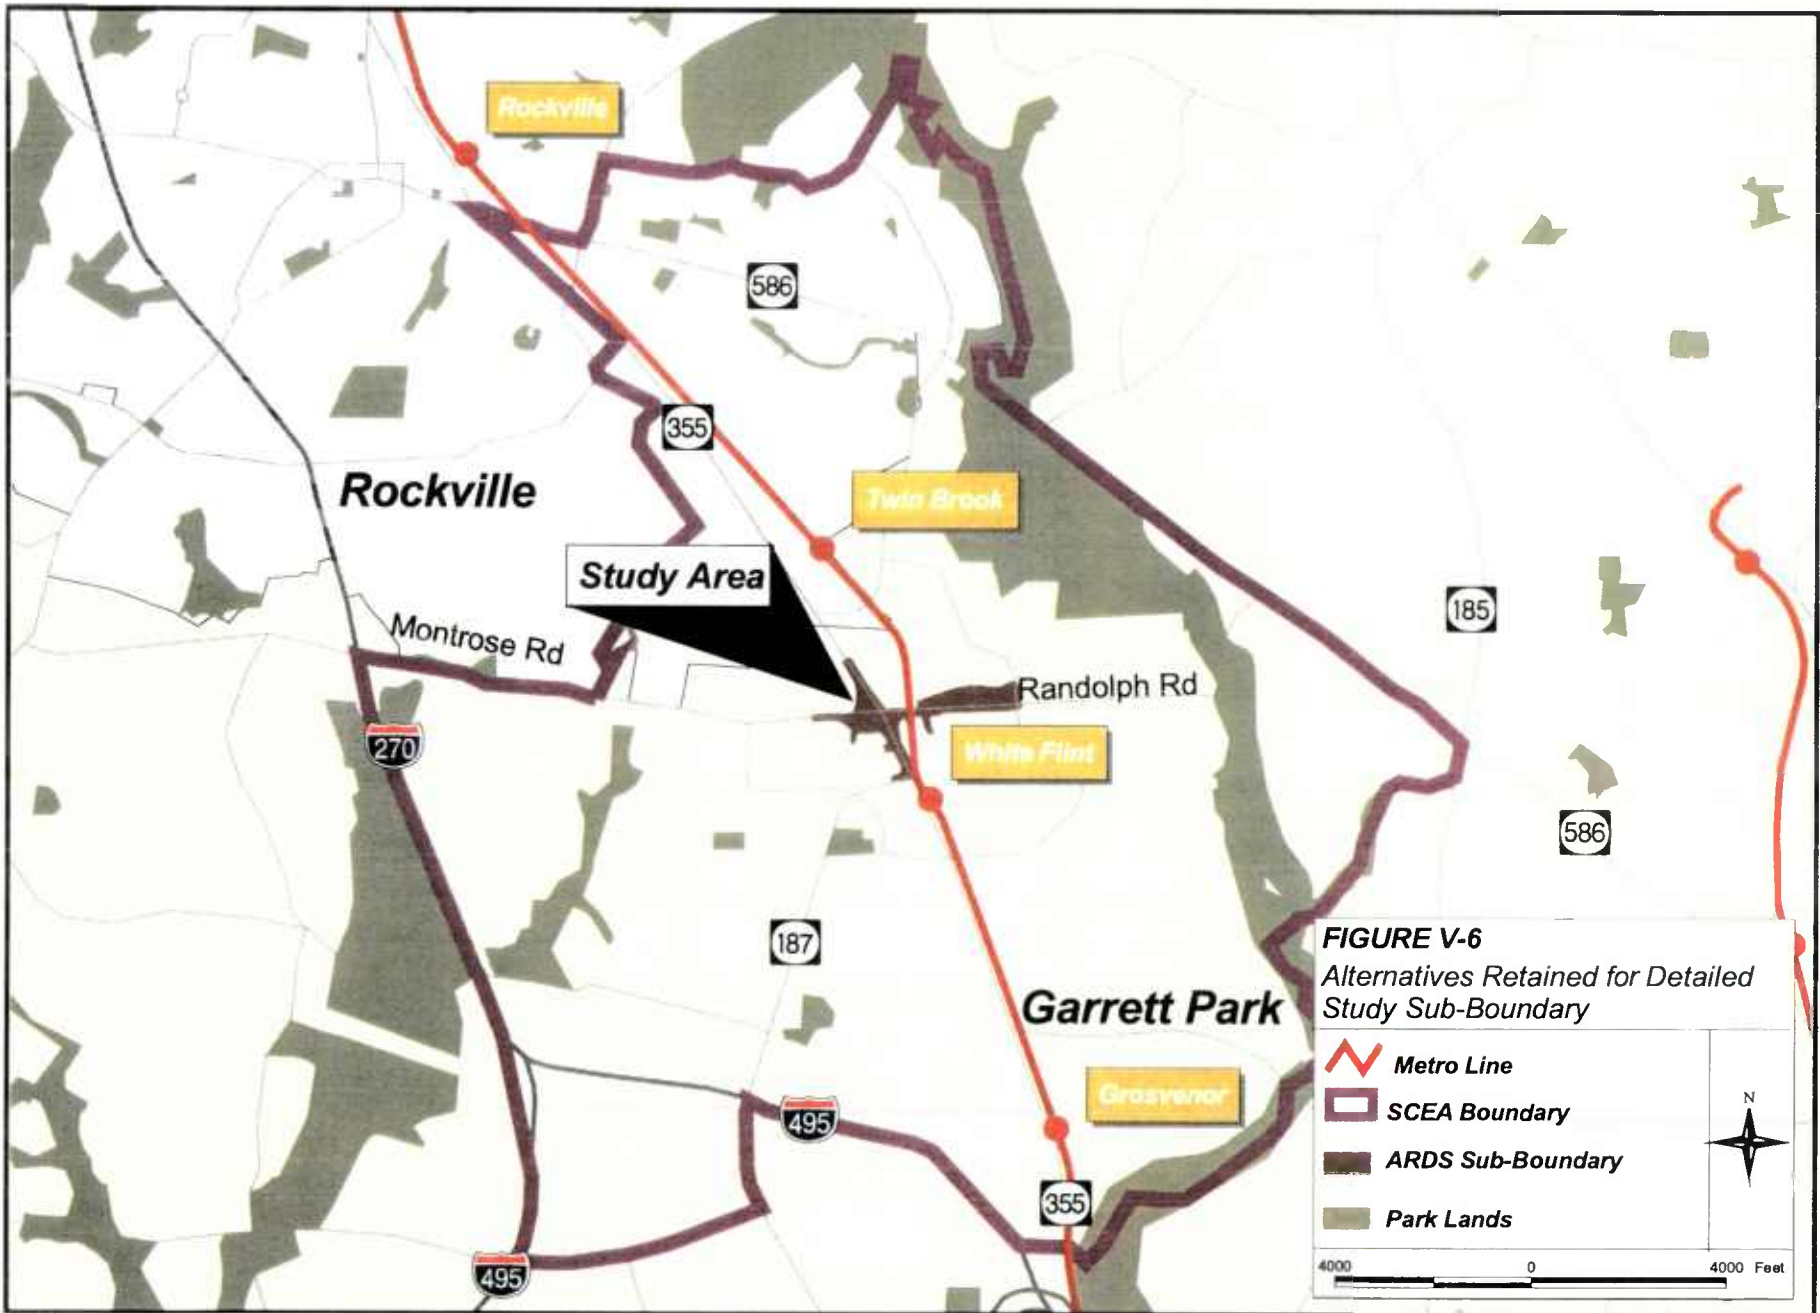 Rockville
586
355
Rockville
Twin Brook
Study Area
185
Montrose Rd
Randolph Rd
270
White Flint
586
187
FIGURE V-6
Alternatives Retained for Detailed
Study Sub-Boundary
Garrett Park
Metro Line
Grosvenor
SCEA Boundary
N
495
ARDS Sub-Boundary
355
Park Lands
495
4000 0 4000 Feet